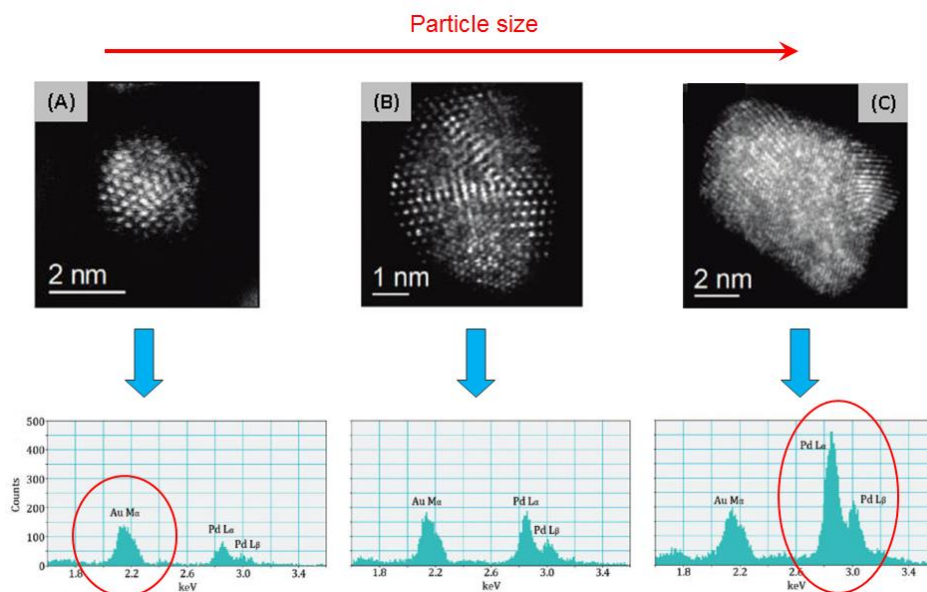 Particle size
(A)
(B)
(C)
2 nm
1 nm
2 nm
500
400
300
200
100
0
Counts
Au Mα
Pd Lα
Pd Lβ
1.8 2.2 2.6 3.0 3.4
keV
Au Mα
Pd Lα
Pd Lβ
1.8 2.2 2.6 3.0 3.4
keV
Pd Lα
Au Mα
Pd Lβ
1.8 2.2 2.6 3.0 3.4
keV